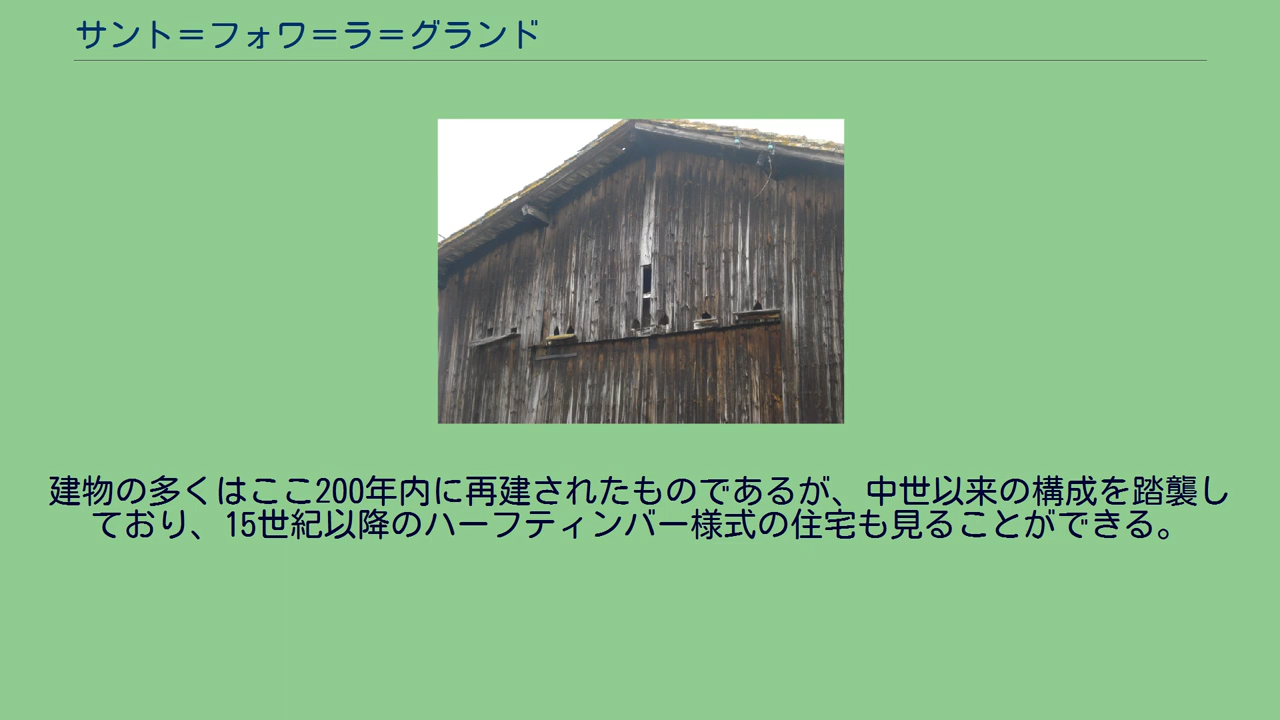 サント＝フォワ＝ラ＝グランド
建物の多くはここ200年内に再建されたものであるが、中世以来の構成を踏襲し
ており、15世紀以降のハーフティンバー様式の住宅も見ることができる。